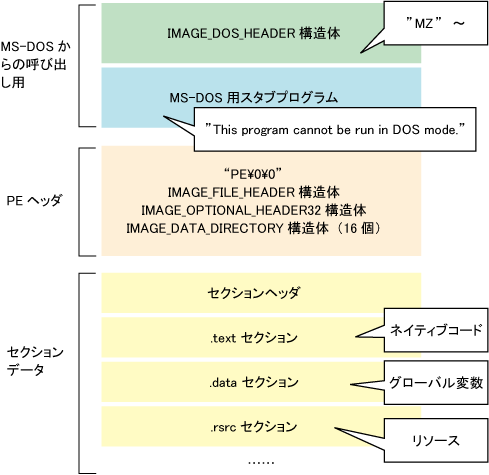 MS-DOS か
らの呼び出
し用
IMAGE_DOS_HEADER 構造体
”MZ” ～
MS-DOS 用スタブプログラム
”This program cannot be run in DOS mode.”
PE ヘッダ
“PE¥0¥0”
IMAGE_FILE_HEADER 構造体
IMAGE_OPTIONAL_HEADER32 構造体
IMAGE_DATA_DIRECTORY 構造体 （16 個）
セクション
データ
セクションヘッダ
.text セクション
ネイティブコード
.data セクション
グローバル変数
.rsrc セクション
リソース
……